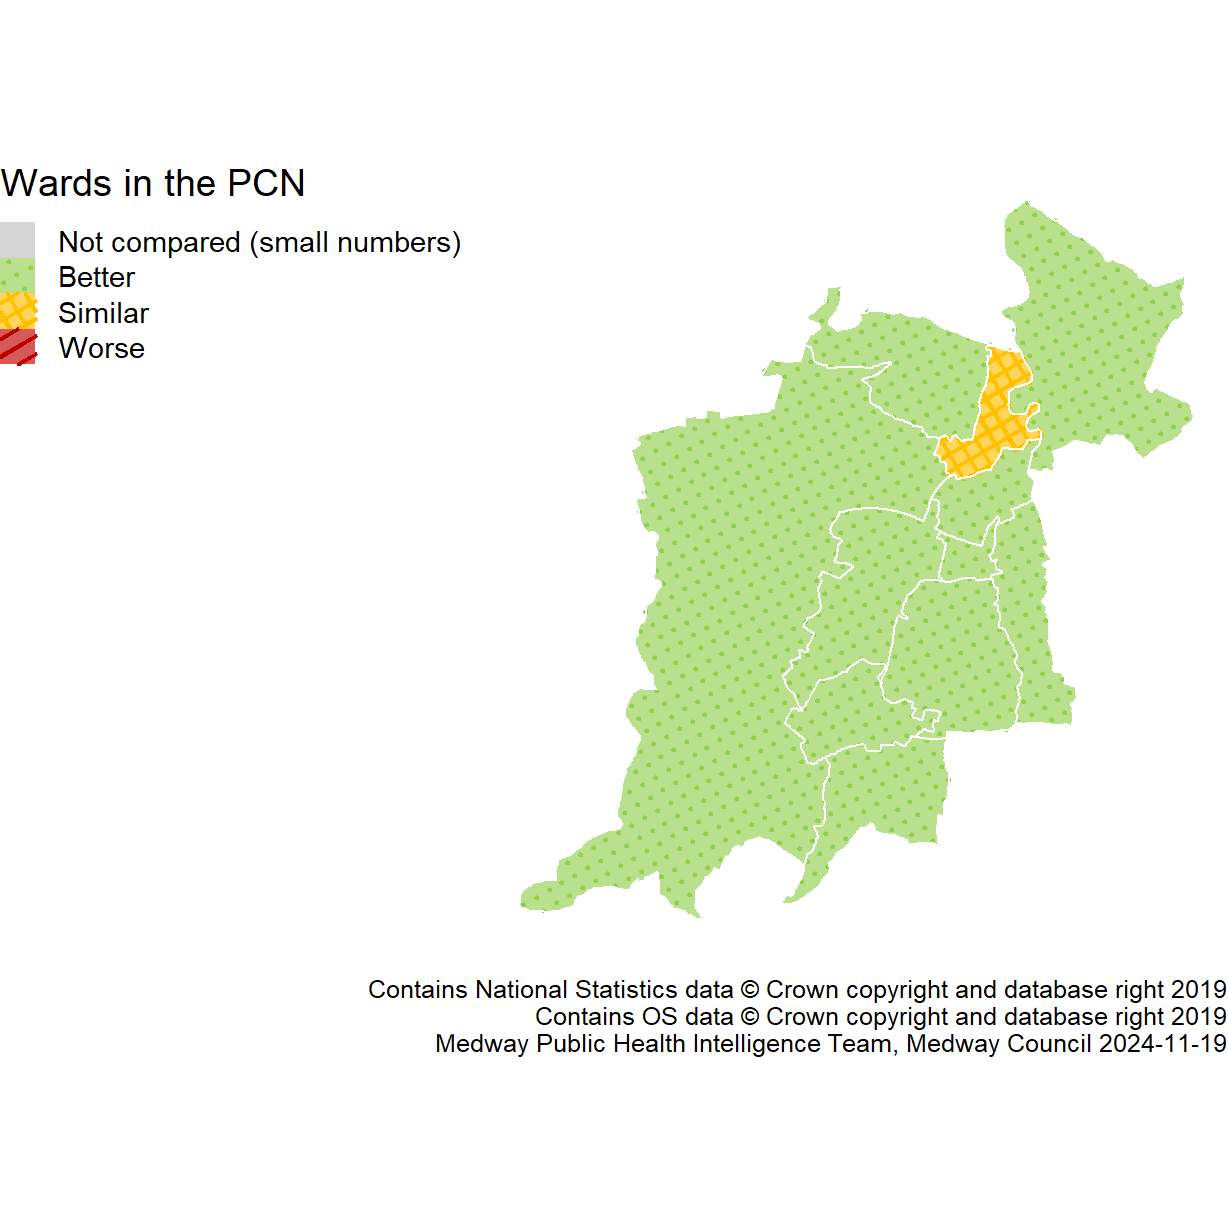 Wards in the PCN
Not compared (small numbers)
Better
Similar
Worse
Contains National Statistics data © Crown copyright and database right 2019
Contains OS data © Crown copyright and database right 2019
Medway Public Health Intelligence Team, Medway Council 2024-11-19